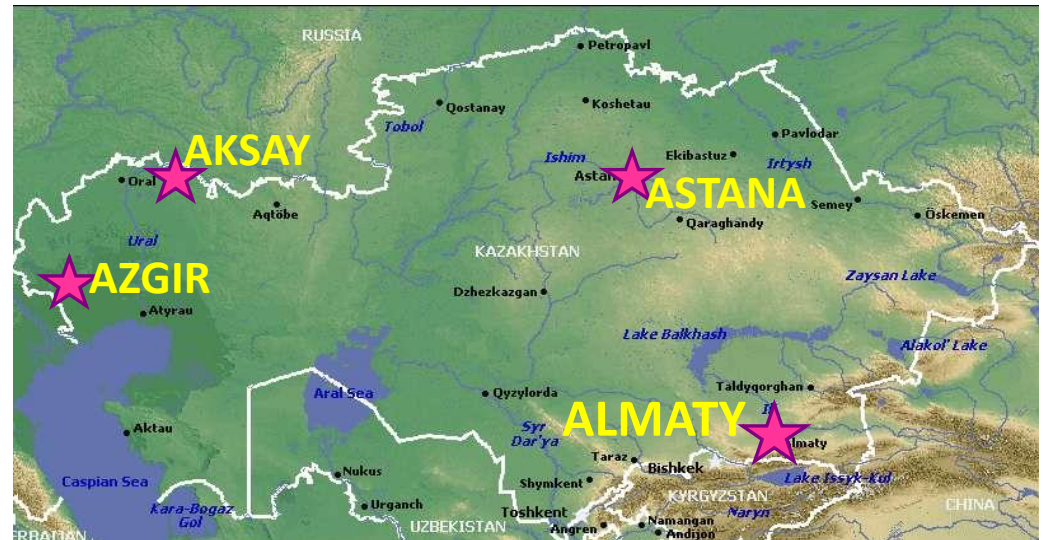 RUSSIA
Petropavl
Qostanay
Koshetau
Tobol
Pavlodar
AKSAY
Ishim
Ekibastuz
Irtysh
Oral
Astan
ASTANA
Semey
Aqtöbe
Qaraghandy
Öskemen
Ural
KAZAKHSTAN
AZGIR
Zaysan Lake
Dzhezkazgan
Atyrau
Lake Balkhash
Alakol' Lake
Aral Sea
Qyzylorda
Taldyqorghan
Il
ALMATY
Aktau
Syr
Dar'ya
almaty
Taraz
Bishkek
Nukus
Shymkent
Lake Issyk-Kul
Caspian Sea
KYRGYZSTAN
Kara-Bogaz
Gol
Urganch
Toshkent
Naryn
CHINA
UZBEKISTAN
Angren
Namangan
Andijon
ERBAIJAN